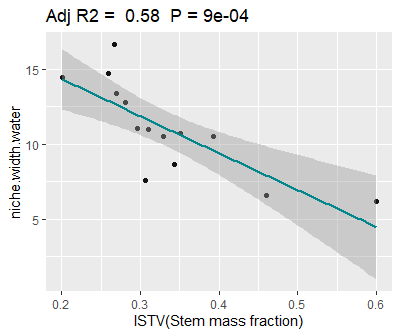 Adj R2 =  0.58  P = 9e-04
niche.width.water
15
10
5
0.2 0.3 0.4 0.5 0.6
ISTV(Stem mass fraction)